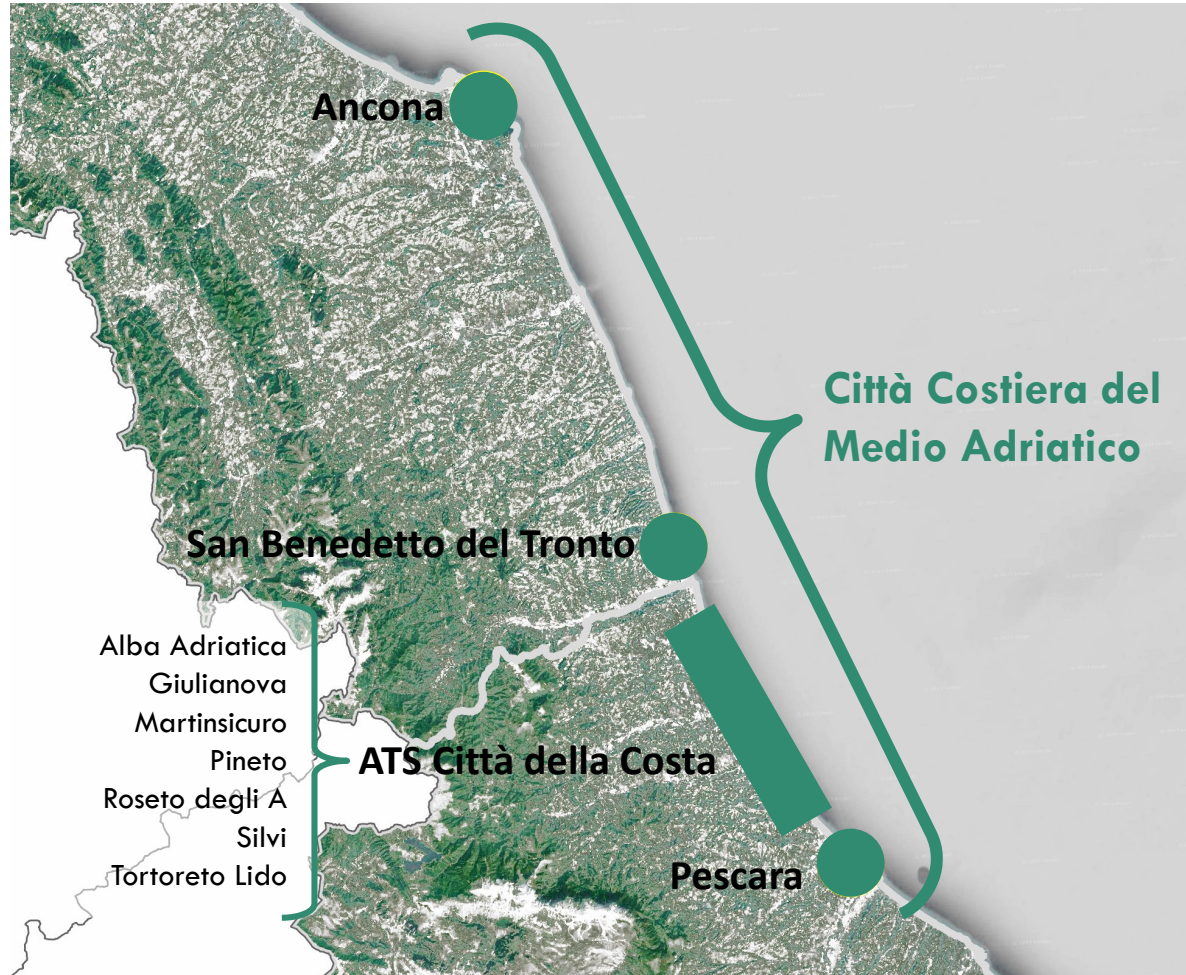 Ancona
Città Costiera del
Medio Adriatico
San Benedetto del Tronto
Alba Adriatica
Giulianova
Martinsicuro
Pineto
Roseto degli A
Silvi
Tortoreto Lido
ATS Città della Costa
Pescara